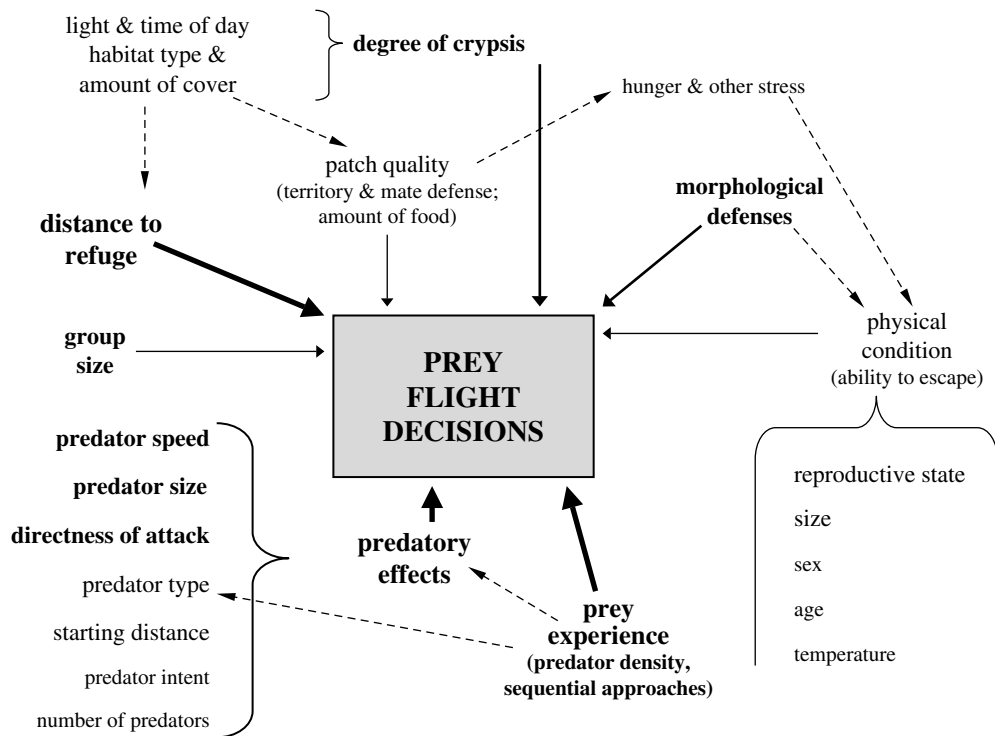 light & time of day
habitat type &
amount of cover
degree of crypsis
hunger & other stress
patch quality
(territory & mate defense;
amount of food)
morphological
defenses
distance to
refuge
group
size
PREY
FLIGHT
DECISIONS
physical
condition
(ability to escape)
predator speed
predator size
directness of attack
predator type
starting distance
predator intent
number of predators
predatory
effects
prey
experience
(predator density,
sequential approaches)
reproductive state
size
sex
age
temperature